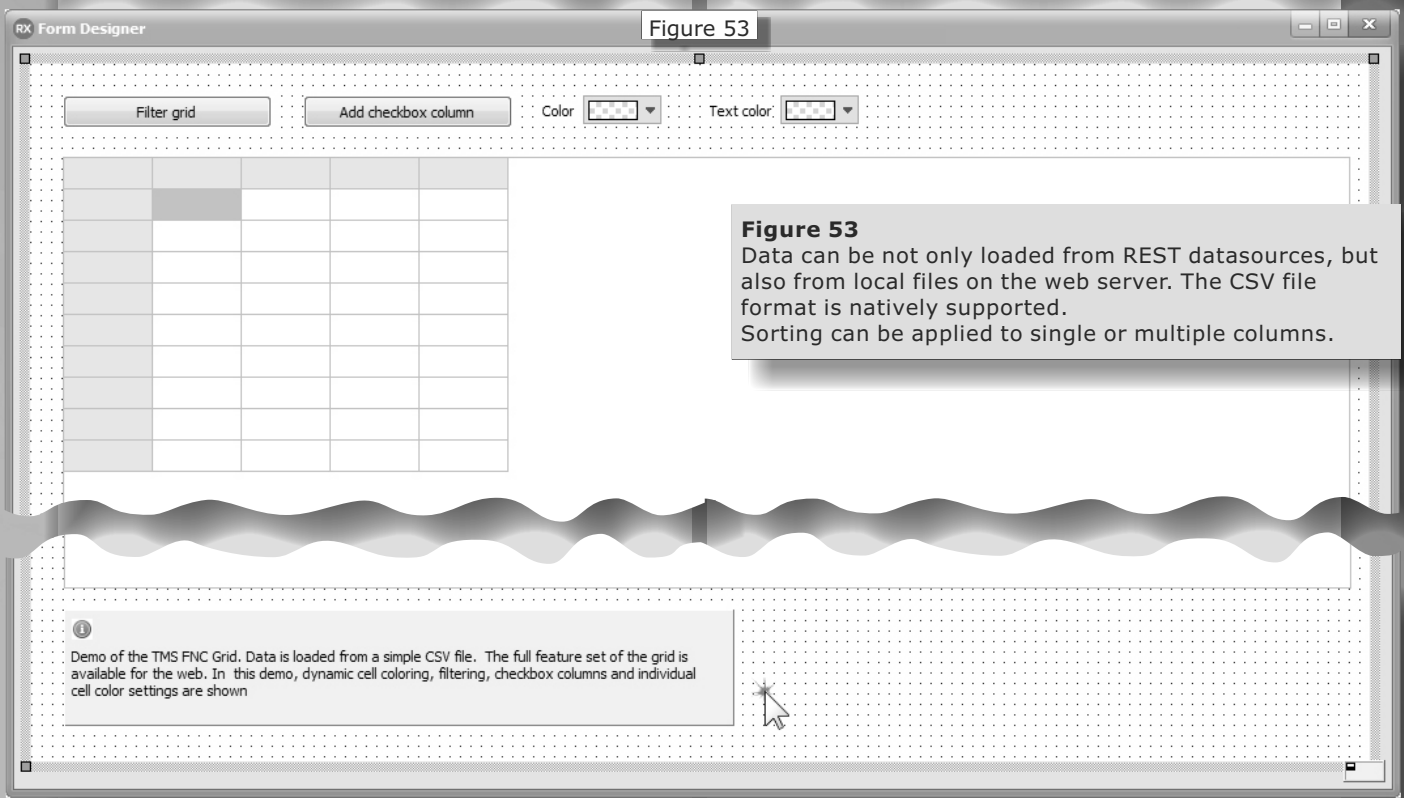 RX Form Designer
Figure 53
Filter grid
Add checkbox column
Color
Text color
Figure 53
Data can be not only loaded from REST datasources, but
also from local files on the web server. The CSV file
format is natively supported.
Sorting can be applied to single or multiple columns.
Demo of the TMS FNC Grid. Data is loaded from a simple CSV file. The full feature set of the grid is
available for the web. In this demo, dynamic cell coloring, filtering, checkbox columns and individual
cell color settings are shown